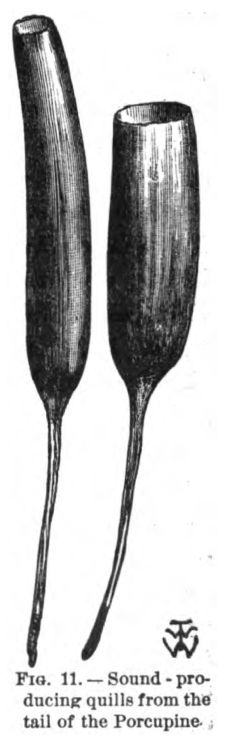 FIG. 11. — Sound-pro-
ducing quills from the
tail of the Porcupine.